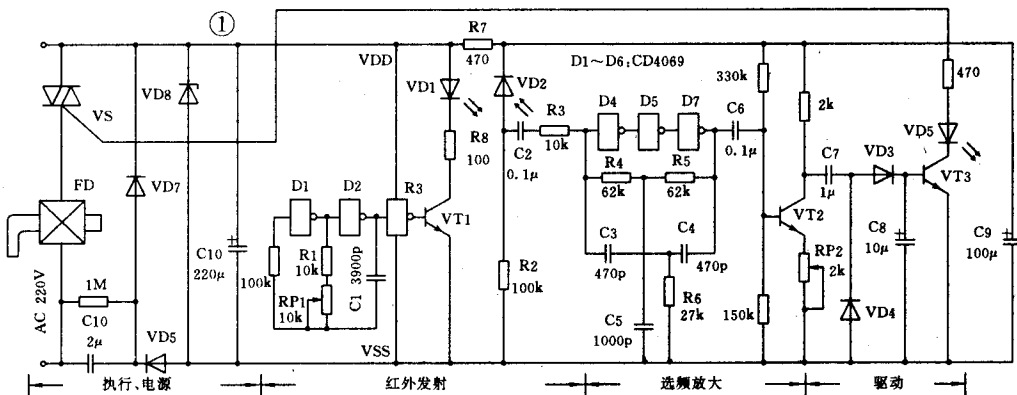 ①
VDD
R7
470
D1～D6:CD4069
330k
470
VS
VD8
VD1
VD2
R3
10k
D4
D5
D7
C6
0.1μ
2k
VD5
R8
100
C2
0.1μ
R4
62k
R5
62k
C7
1μ
VD3
VT3
FD
VD7
D1
D2
R3
VT1
VT2
C10
220μ
100k
R1
10k
3900p
C1
RP1
10k
R2
100k
C3
470p
C4
470p
RP2
2k
C8
10μ
C9
100μ
AC 220V
1M
C10
2μ
VD5
VSS
R6
27k
C5
1000p
150k
VD4
执行、电源
红外发射
选频放大
驱动